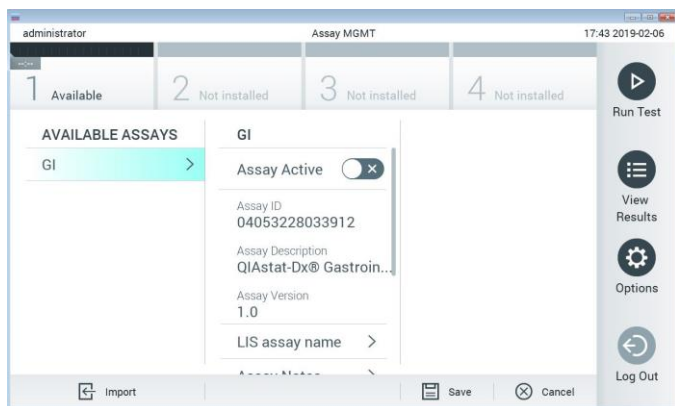 administrator
Assay MGMT
17:43 2019-02-06
1 Available
2 Not installed
3 Not installed
4 Not installed
Run Test
AVAILABLE ASSAYS
GI
GI
Assay Active
Assay ID
04053228033912
Assay Description
QIAstat-Dx® Gastroin...
Assay Version
1.0
LIS assay name
Assay Notes
View
Results
Options
Log Out
Import
Save
Cancel